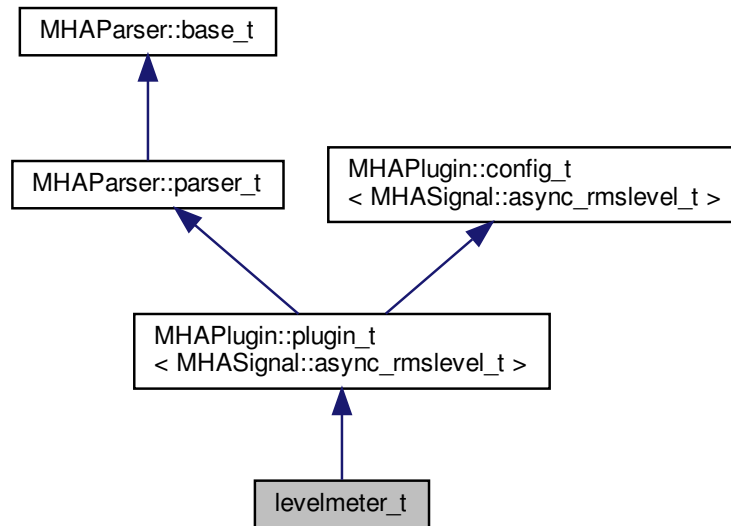 MHAParser::base_t
MHAParser::parser_t
MHAPlugin::config_t
< MHASignal::async_rmslevel_t >
MHAPlugin::plugin_t
< MHASignal::async_rmslevel_t >
levelmeter_t